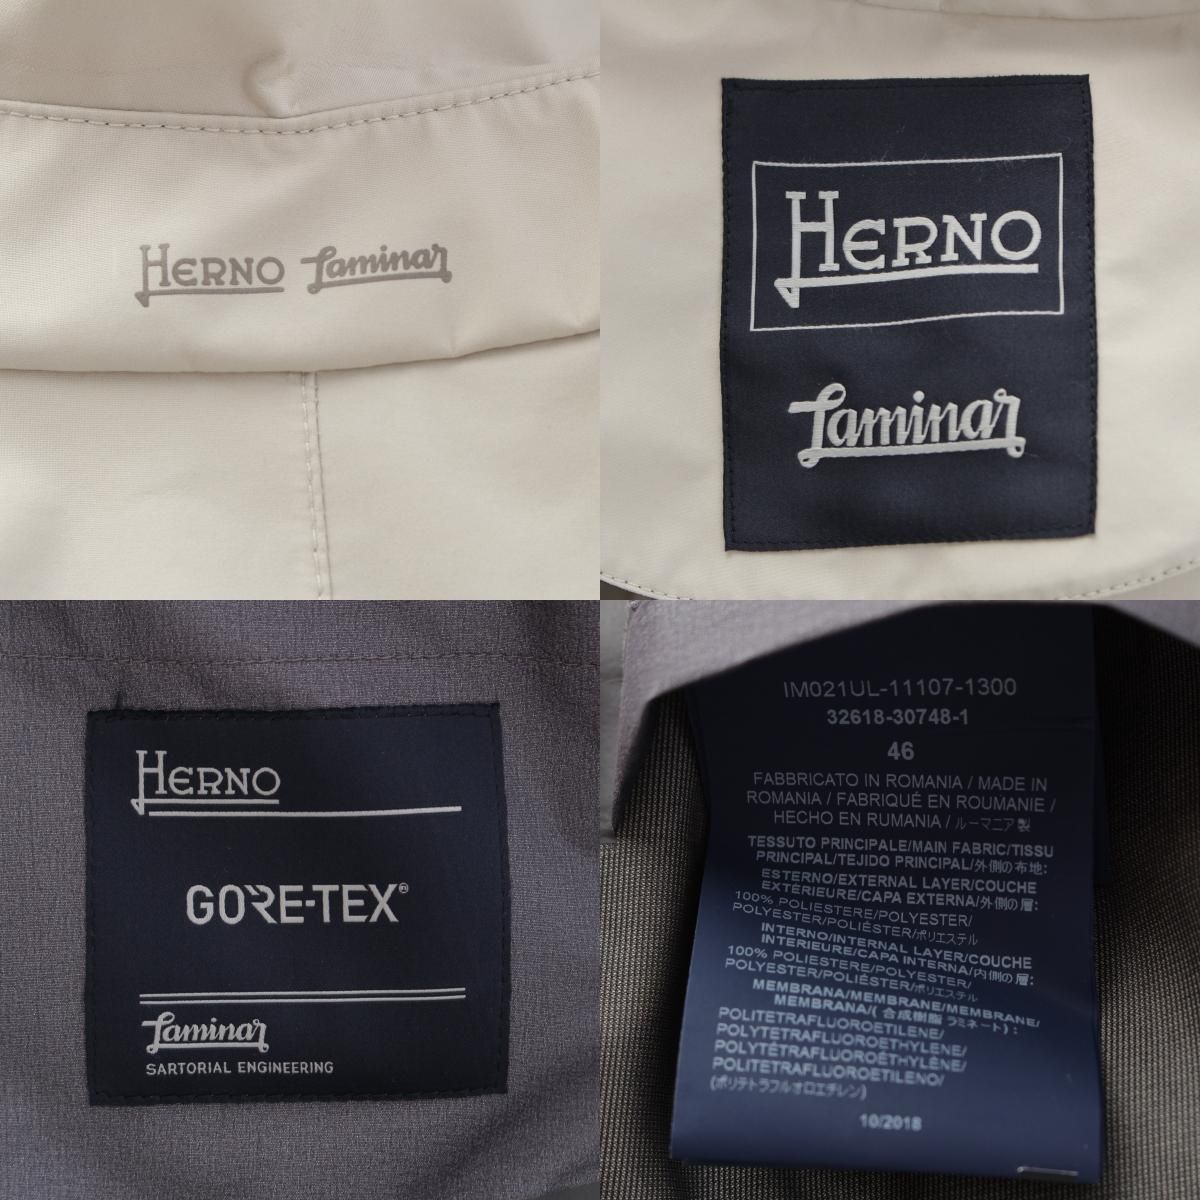 HERNO Laminar
HERNO
Laminar
HERNO
GORE-TEX®
Laminar
SARTORIAL ENGINEERING
IM021UL-11107-1300
32618-30748-1
46
FABBRICATO IN ROMANIA / MADE IN
ROMANIA / FABRIQUÉ EN ROUMANIE /
HECHO EN RUMANIA / ルーマニア製
TESSUTO PRINCIPALE/MAIN FABRIC/TISSU
PRINCIPAL/TEJIDO PRINCIPAL/外側の布地:
ESTERNO/EXTERNAL LAYER/COUCHE
EXTÉRIEURE/CAPA EXTERNA/外側の層:
100% POLIESTERE/POLYESTER/
POLYESTER/POLIÉSTER/ポリエステル
INTERNO/INTERNAL LAYER/COUCHE
INTERIEURE/CAPA INTERNA/内側の層:
100% POLIESTERE/POLYESTER/
POLYESTER/POLIÉSTER/ポリエステル
MEMBRANA/MEMBRANE/MEMBRANE/
MEMBRANA/( 合成樹脂 ラミネート) :
POLITETRAFLUOROETILENE/
POLYTETRAFLUOROETHYLENE/
POLYTÉTRAFLUOROÉTHYLÈNE/
POLITETRAFLUOROETILENO/
(ポリテトラフルオロエチレン)
10/2018